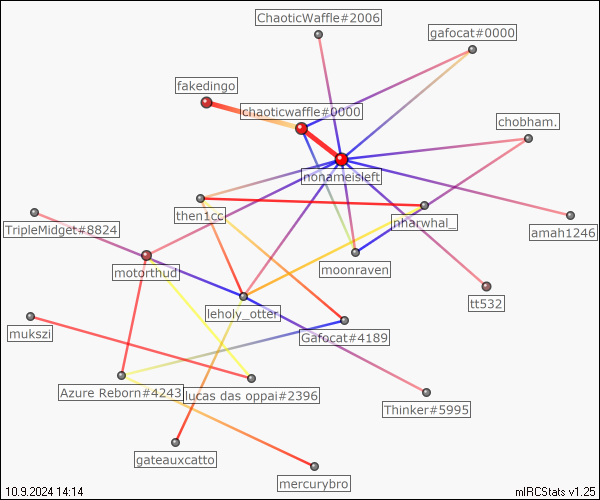 ChaoticWaffle#2006
gafocat#0000
fakedingo
chaoticwaffle#0000
chobham.
nonameisleft
then1cc
nharwhal_
TripleMidget#8824
amah1246
motorthud
moonraven
tt532
leholy_otter
mukszi
Gafocat#4189
Azure Reborn#4243
lucas das oppai#2396
Thinker#5995
gateauxcatto
mercurybro
10.9.2024 14:14
mIRCStats v1.25